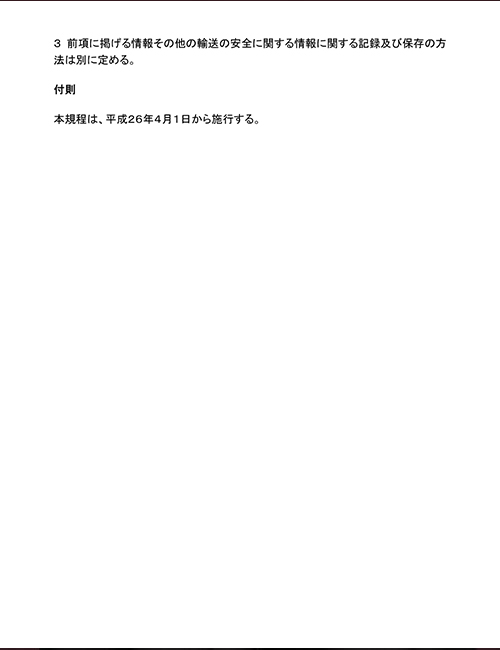 ３ 前項に掲げる情報その他の輸送の安全に関する情報に関する記録及び保存の方
法は別に定める。
付則
本規程は、平成２６年４月１日から施行する。